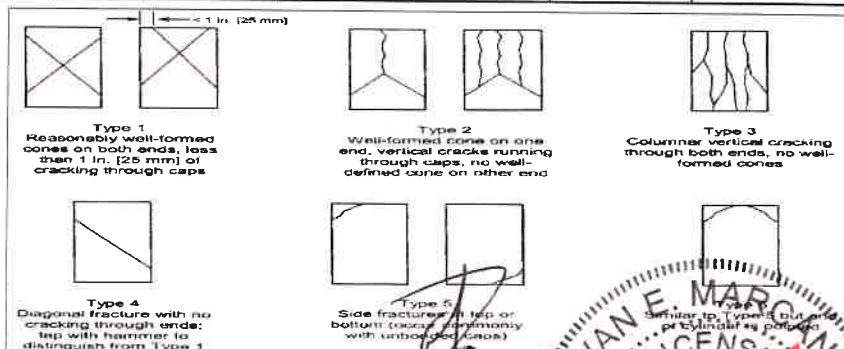 < 1 in. [25 mm]
Type 1
Reasonably well-formed
cones on both ends, less
than 1 in. [25 mm] of
cracking through caps
Type 2
Well-formed cone on one
end, vertical cracks running
through caps, no well-
defined cone on other end
Type 3
Columnar vertical cracking
through both ends, no well-
formed cones
Type 4
Diagonal fracture with no
cracking through ends;
tap with hammer to
distinguish from Type 1
Type 5
Side fractures at top or
bottom (occur commonly
with unbonded caps)
Similar to Type 5 but end
of cylinder is
E. MAR
CENS